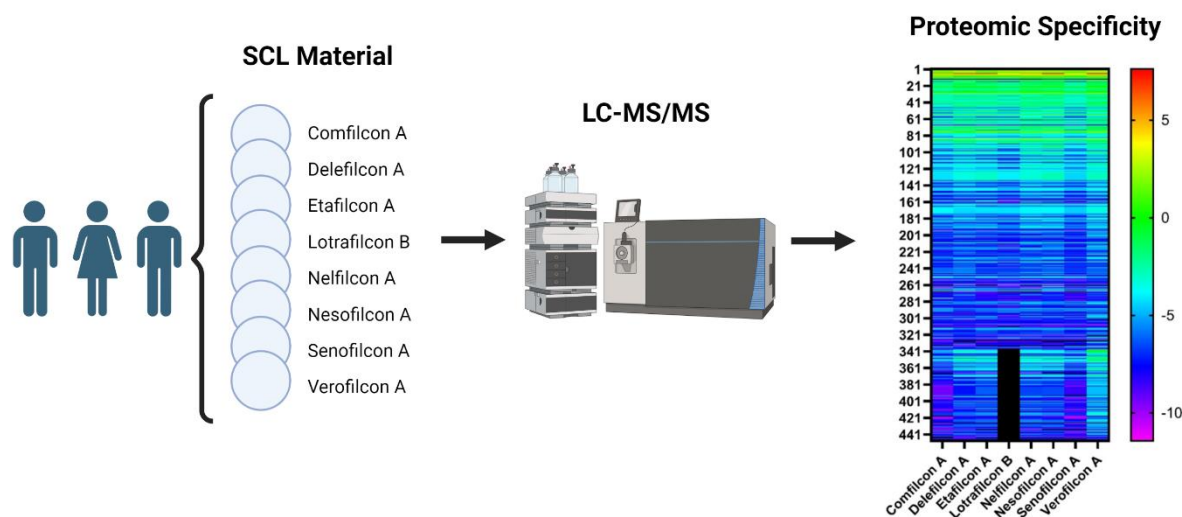 SCL Material
Comfilcon A
Delefilcon A
Etafilcon A
Lotrafilcon B
Nelfilcon A
Nesofilcon A
Senofilcon A
Verofilcon A
LC-MS/MS
Proteomic Specificity
1
21
41
61
81
101
121
141
161
181
201
221
241
261
281
301
321
341
361
381
401
421
441
Comfilcon A
Delefilcon A
Etafilcon A
Lotrafilcon B
Nelfilcon A
Nesofilcon A
Senofilcon A
Verofilcon A
5
0
-5
-10